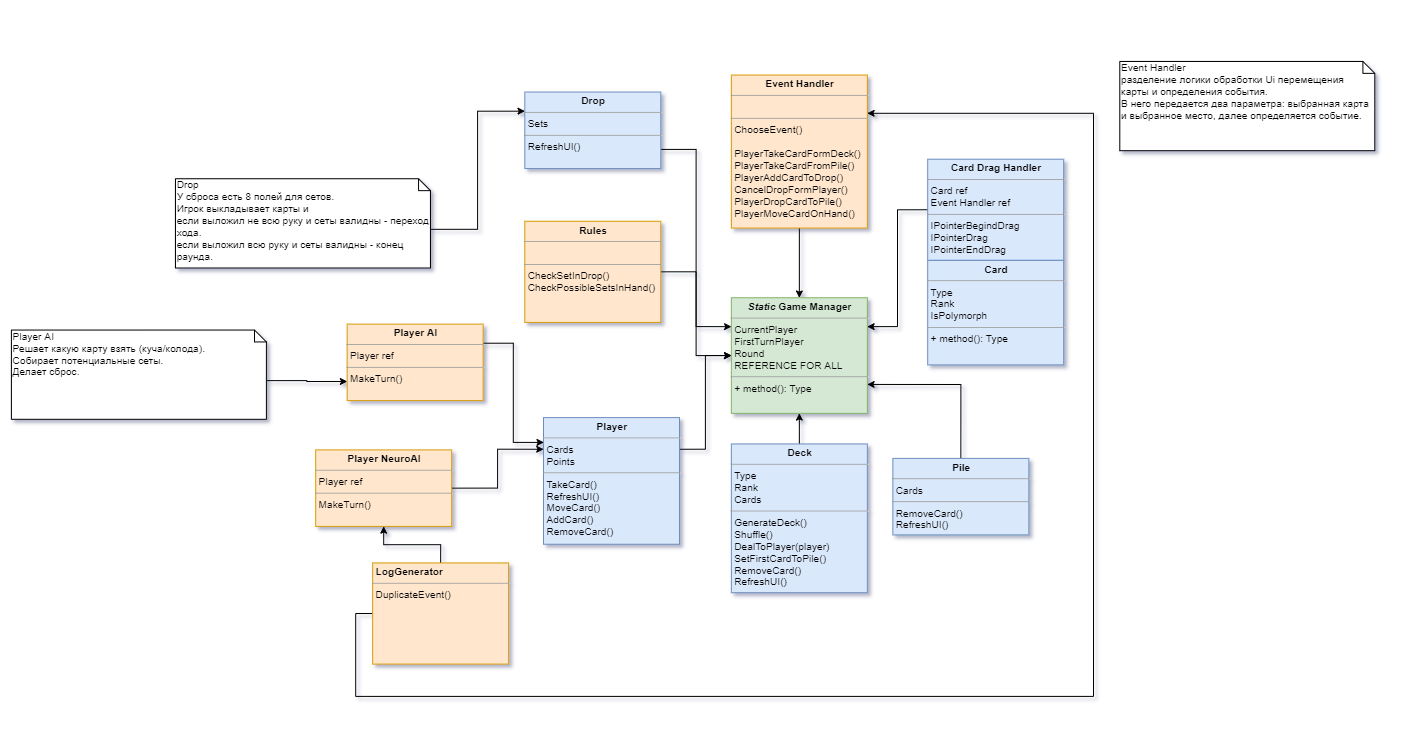 Event Handler
разделение логики обработки Ui перемещения
карты и определения события.
В него передается два параметра: выбранная карта
и выбранное место, далее определяется событие.
Event Handler
ChooseEvent()
PlayerTakeCardFormDeck()
PlayerTakeCardFromPile()
PlayerAddCardToDrop()
CancelDropFormPlayer()
PlayerDropCardToPile()
PlayerMoveCardOnHand()
Drop
Sets
RefreshUI()
Card Drag Handler
Card ref
Event Handler ref
IPointerBegindDrag
IPointerDrag
IPointerEndDrag
Card
Type
Rank
IsPolymorph
+ method(): Type
Drop
У сброса есть 8 полей для сетов.
Игрок выкладывает карты и
если выложил не всю руку и сеты валидны - переход
хода.
если выложил всю руку и сеты валидны - конец
раунда.
Rules
CheckSetInDrop()
CheckPossibleSetsInHand()
Static Game Manager
CurrentPlayer
FirstTurnPlayer
Round
REFERENCE FOR ALL
+ method(): Type
Player AI
Решает какую карту взять (куча/колода).
Собирает потенциальные сеты.
Делает сброс.
Player AI
Player ref
MakeTurn()
Player
Cards
Points
TakeCard()
RefreshUI()
MoveCard()
AddCard()
RemoveCard()
Player NeuroAI
Player ref
MakeTurn()
Deck
Type
Rank
Cards
GenerateDeck()
Shuffle()
DealToPlayer(player)
SetFirstCardToPile()
RemoveCard()
RefreshUI()
Pile
Cards
RemoveCard()
RefreshUI()
LogGenerator
DuplicateEvent()